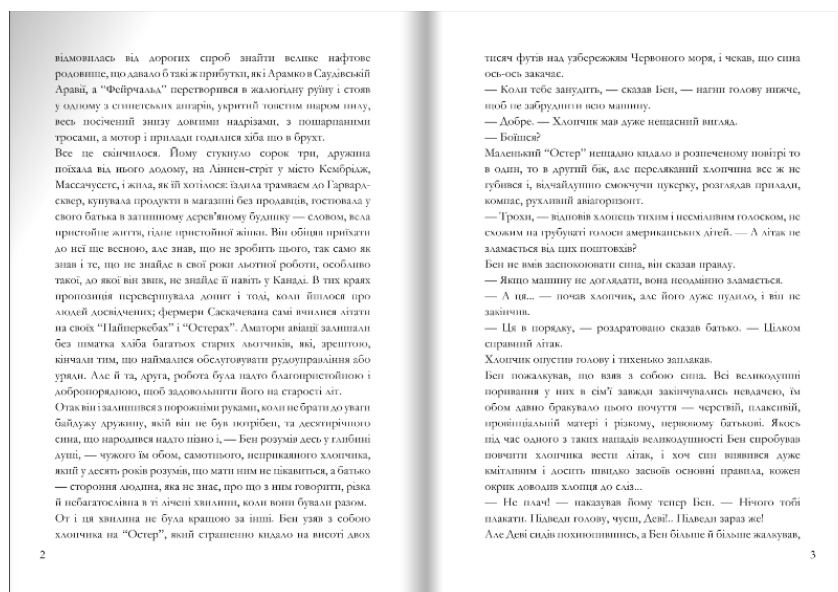 відмовилась від дорогих спроб знайти велике нафтове
родовище, що давало б такі ж прибутки, як і Арамко в Саудівській
Аравії, а “Фейрчальд” перетворився в жалюгідну руїну і стояв
у одному з єгипетських ангарів, укритий товстим шаром пилу,
весь посічений знизу довгими надрізами, з пошарпаними
тросами, а мотор і прилади годилися хіба що в брухт.
Все це скінчилося. Йому стукнуло сорок три, дружина
поїхала від нього додому, на Ліннен-стріт у місто Кембрідж,
Массачусетс, і жила, як їй хотілося: їздила трамваєм до Гарвард-
сквер, купувала продукти в магазині без продавців, гостювала у
свого батька в затишному дерев’яному будинку — словом, вела
пристойне життя, гідне пристойної жінки. Він обіцяв приїхати
до неї ще весною, але знав, що не зробить цього, так само як
знав і те, що не знайде в свої роки льотної роботи, особливо
такої, до якої він звик, не знайде її навіть у Канаді. В тих краях
пропозиція перевершувала попит і тоді, коли йшлося про
людей досвідчених; фермери Саскачевана самі вчилися літати
на своїх “Пайперкебах” і “Остерах”. Аматори авіації залишали
без шматка хліба багатьох старих льотчиків, які, зрештою,
кінчали тим, що наймалися обслуговувати рудоуправління або
уряди. Але й та, друга, робота була надто благопристойною і
добропорядною, щоб задовольнити його на старості літ.
Отак він і залишився з порожніми руками, коли не брати до уваги
байдужу дружину, якій він не був потрібен, та десятирічного
сина, що народився надто пізно і, — Бен розумів десь у глибині
душі, — чужого їм обом, самотнього, неприкаяного хлопчика,
який у десять років розумів, що мати ним не цікавиться, а батько
— стороння людина, яка не знає, про що з ним говорити, різка
й небагатослівна в ті лічені хвилини, коли вони бували разом.
От і ця хвилина не була кращою за інші. Бен узяв з собою
хлопчика на “Остер”, який страшенно кидало на висоті двох
2
тисяч футів над узбережжям Червоного моря, і чекав, що сина
ось-ось закачає.
— Коли тебе занудить, — сказав Бен, — нагни голову нижче,
щоб не забруднити всю машину.
— Добре. — Хлопчик мав дуже нещасний вигляд.
— Боїшся?
Маленький “Остер” нещадно кидало в розпеченому повітрі то
в один, то в другий бік, але переляканий хлопчина все ж не
губився і, відчайдушно смокчучи цукерку, розглядав прилади,
компас, рухливий авіагоризонт.
— Трохи, — відповів хлопець тихим і несміливим голоском, не
схожим на грубуваті голоси американських дітей. — А літак не
зламається від цих поштовхів?
Бен не вмів заспокоювати сина, він сказав правду.
— Якщо машину не доглядати, вона неодмінно зламається.
— А ця... — почав хлопчик, але його дуже нудило, і він не
закінчив.
— Ця в порядку, — роздратовано сказав батько. — Цілком
справний літак.
Хлопчик опустив голову і тихенько заплакав.
Бен пожалкував, що взяв з собою сина. Всі великодушні
поривання у них в сім’ї завжди закінчувались невдачею, їм
обом давно бракувало цього почуття — черствій, плаксивій,
провінціальній матері і різкому, нервовому батькові. Якось
під час одного з таких нападів великодушності Бен спробував
повчити хлопчика вести літак, і хоч син виявився дуже
кмітливим і досить швидко засвоїв основні правила, кожен
окрик доводив хлопця до сліз...
— Не плач! — наказував йому тепер Бен. — Нічого тобі
плакати. Підведи голову, чуєш, Деві!.. Підведи зараз же!
Але Деві сидів похнюпившись, а Бен більше й більше жалкував,
3